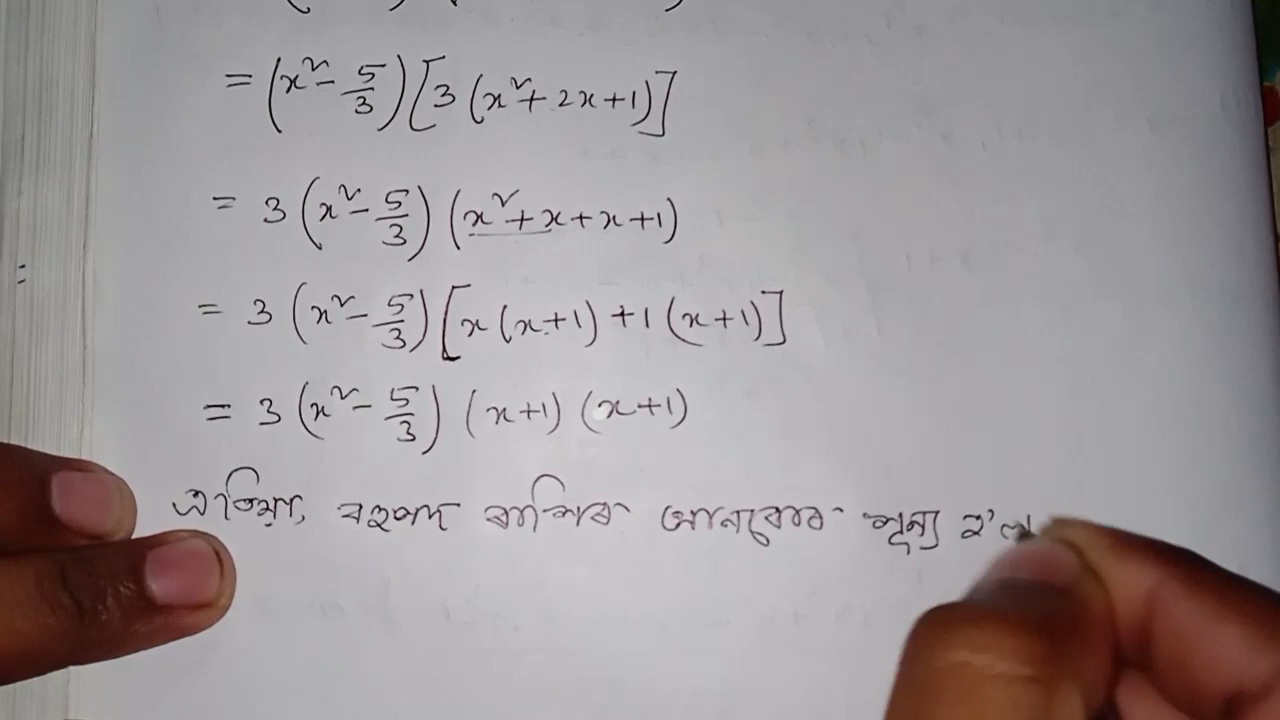 = (x² - 5/3) [3 (x² + 2x + 1)]
= 3 (x² - 5/3) (x² + x + x + 1)
= 3 (x² - 5/3) [x (x+1) + 1 (x+1)]
= 3 (x² - 5/3) (x+1) (x+1)
এতিয়া, বহুপদ ৰাশিৰ আনবোৰ শূন্য হ'ল